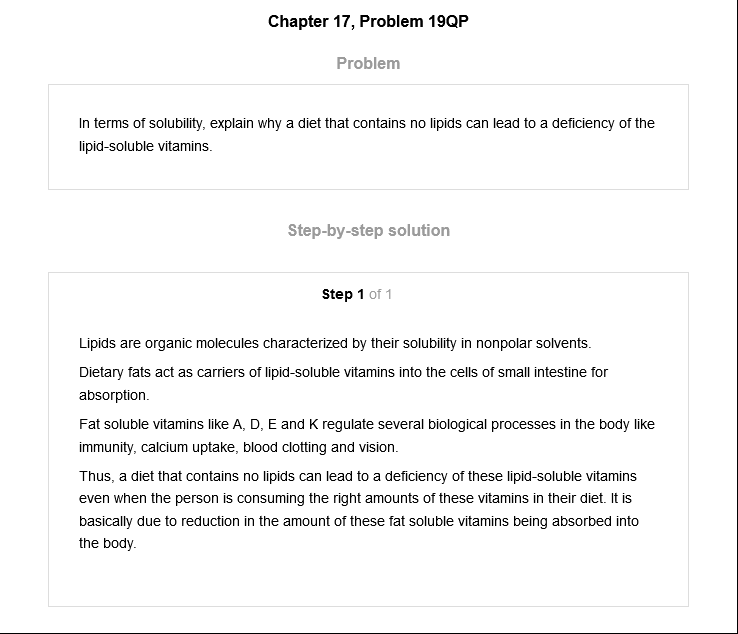 Chapter 17, Problem 19QP
Problem
In terms of solubility, explain why a diet that contains no lipids can lead to a deficiency of the
lipid-soluble vitamins.
Step-by-step solution
Step 1 of 1
Lipids are organic molecules characterized by their solubility in nonpolar solvents.
Dietary fats act as carriers of lipid-soluble vitamins into the cells of small intestine for
absorption.
Fat soluble vitamins like A, D, E and K regulate several biological processes in the body like
immunity, calcium uptake, blood clotting and vision.
Thus, a diet that contains no lipids can lead to a deficiency of these lipid-soluble vitamins
even when the person is consuming the right amounts of these vitamins in their diet. It is
basically due to reduction in the amount of these fat soluble vitamins being absorbed into
the body.